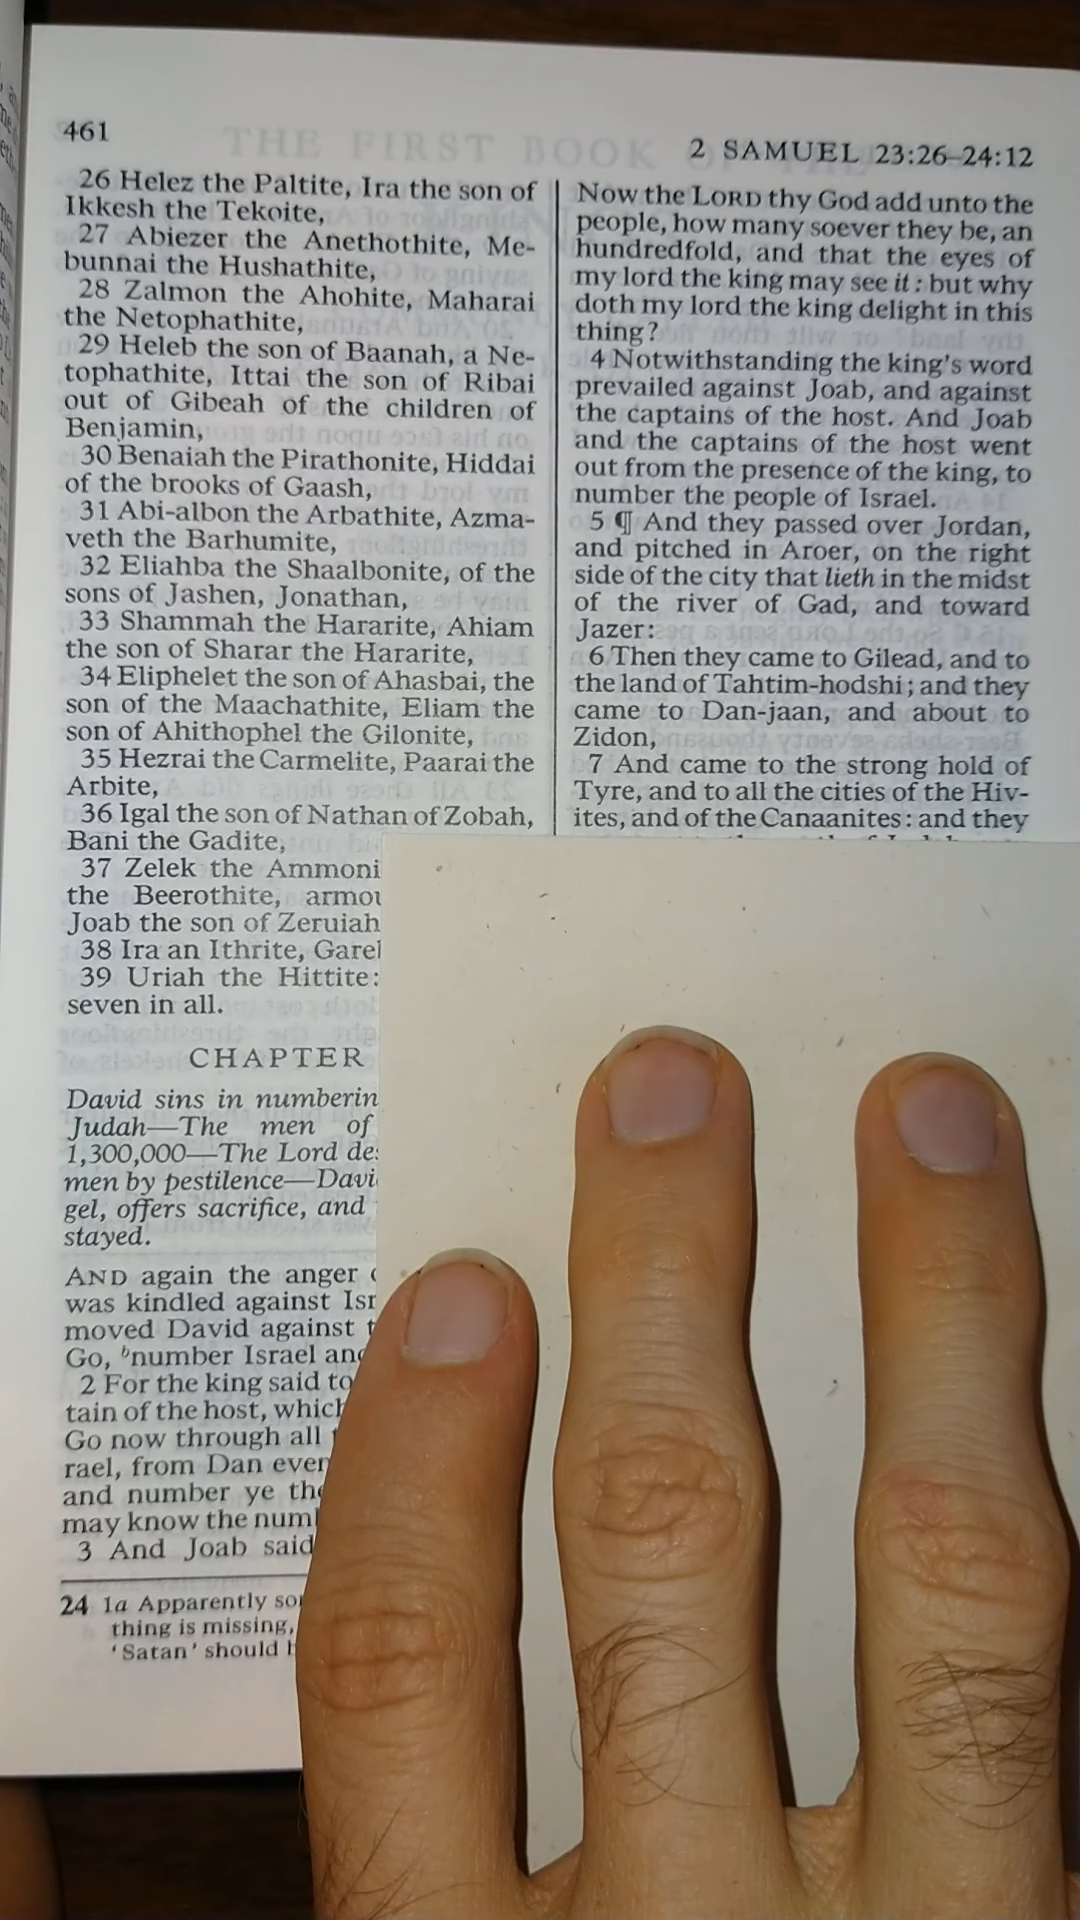 461
2 SAMUEL 23:26–24:12
26 Helez the Paltite, Ira the son of
Ikkesh the Tekoite,
27 Abiezer the Anethothite, Me-
bunnai the Hushathite,
28 Zalmon the Ahohite, Maharai
the Netophathite,
29 Heleb the son of Baanah, a Ne-
tophathite, Ittai the son of Ribai
out of Gibeah of the children of
Benjamin,
30 Benaiah the Pirathonite, Hiddai
of the brooks of Gaash,
31 Abi-albon the Arbathite, Azma-
veth the Barhumite,
32 Eliahba the Shaalbonite, of the
sons of Jashen, Jonathan,
33 Shammah the Hararite, Ahiam
the son of Sharar the Hararite,
34 Eliphelet the son of Ahasbai, the
son of the Maachathite, Eliam the
son of Ahithophel the Gilonite,
35 Hezrai the Carmelite, Paarai the
Arbite,
36 Igal the son of Nathan of Zobah,
Bani the Gadite,
37 Zelek the Ammoni
the Beerothite, armou
Joab the son of Zeruiah
38 Ira an Ithrite, Gare
39 Uriah the Hittite:
seven in all.
CHAPTER
David sins in numberin
Judah—The men of
1,300,000—The Lord de
men by pestilence—Davi
gel, offers sacrifice, and
stayed.
AND again the anger
was kindled against Isr
moved David against t
Go, bnumber Israel and
2 For the king said to
tain of the host, which
Go now through all
rael, from Dan even
and number ye the
may know the num
3 And Joab said
24 1a Apparently so
thing is missing,
‘Satan’ should b
Now the LORD thy God add unto the
people, how many soever they be, an
hundredfold, and that the eyes of
my lord the king may see it: but why
doth my lord the king delight in this
thing?
4 Notwithstanding the king's word
prevailed against Joab, and against
the captains of the host. And Joab
and the captains of the host went
out from the presence of the king, to
number the people of Israel.
5 ¶ And they passed over Jordan,
and pitched in Aroer, on the right
side of the city that lieth in the midst
of the river of Gad, and toward
Jazer:
6 Then they came to Gilead, and to
the land of Tahtim-hodshi; and they
came to Dan-jaan, and about to
Zidon,
7 And came to the strong hold of
Tyre, and to all the cities of the Hiv-
ites, and of the Canaanites: and they